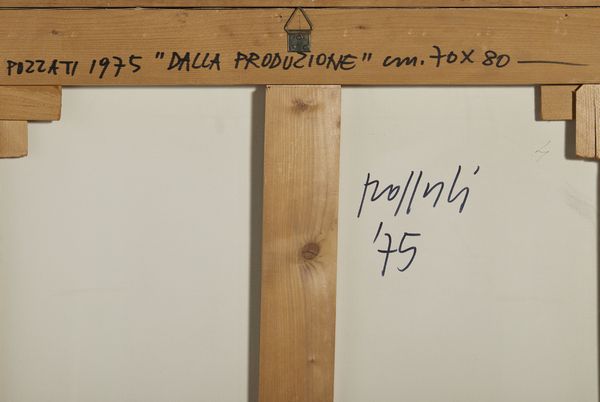 POZZATI 1975 "DALLA PRODUZIONE" cm. 70 X 80
pozzati
'75